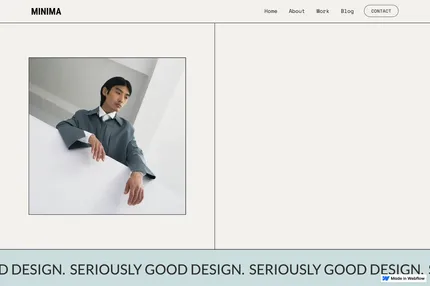 MINIMA
Home About Work Blog CONTACT
D DESIGN. SERIOUSLY GOOD DESIGN. SERIOUSLY GOOD DESIGN. S
Made in Webflow